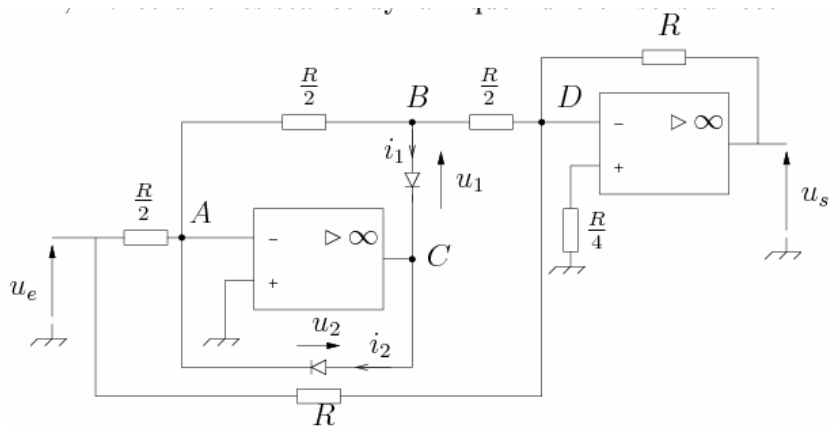 R
R/2
B
R/2
D
− ▷ ∞
i₁
u₁
+
u_s
R/2
A
R/4
− ▷ ∞
C
u_e
+
u₂
i₂
R